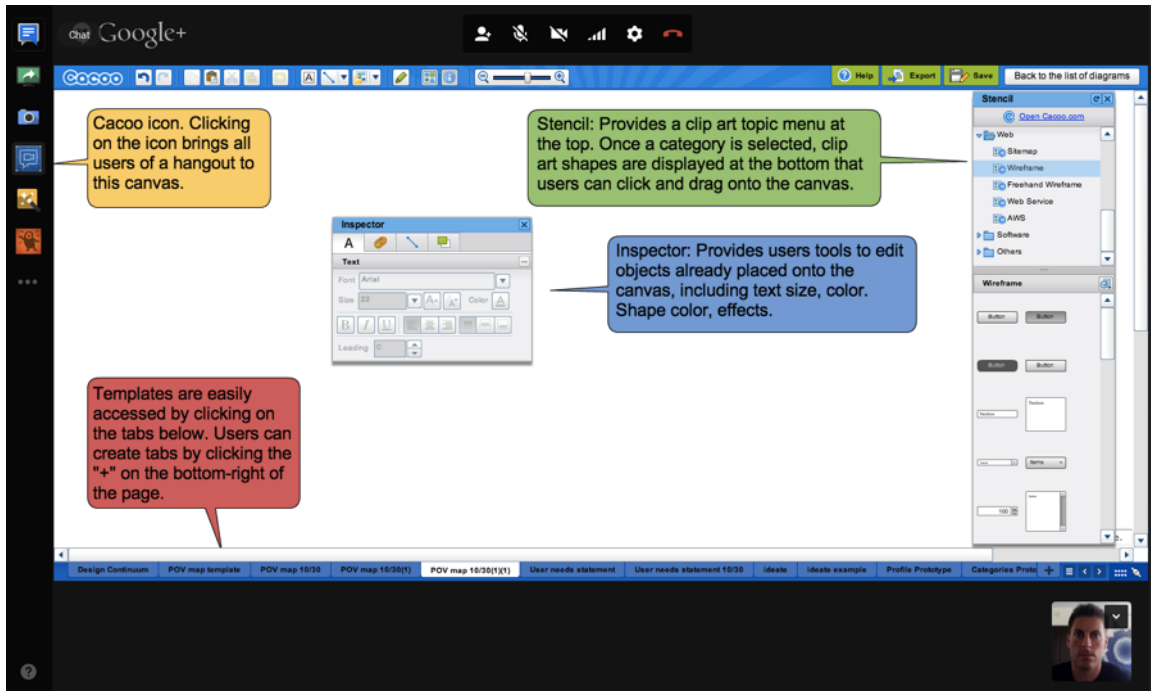 Chat Google+
Cacoo
Help
Export
Save
Back to the list of diagrams
Cacoo icon. Clicking
on the icon brings all
users of a hangout to
this canvas.
Stencil: Provides a clip art topic menu at
the top. Once a category is selected, clip
art shapes are displayed at the bottom that
users can click and drag onto the canvas.
Stencil
Open Cacoo.com
Web
Sitemap
Wireframe
Freehand Wireframe
Web Service
AWS
Software
Others
Inspector
A
Text
Font Arial
Size 22
Color A
B I U
Leading 0
Inspector: Provides users tools to edit
objects already placed onto the
canvas, including text size, color.
Shape color, effects.
Wireframe
Button Button
Button Button
Textbox Textbox
Items
100
Templates are easily
accessed by clicking on
the tabs below. Users can
create tabs by clicking the
"+" on the bottom-right of
the page.
Design Continuum POV map template POV map 10/30 POV map 10/30(1) POV map 10/30(1)(1) User needs statement User needs statement 10/30 ideate ideate example Profile Prototype Categories Proto